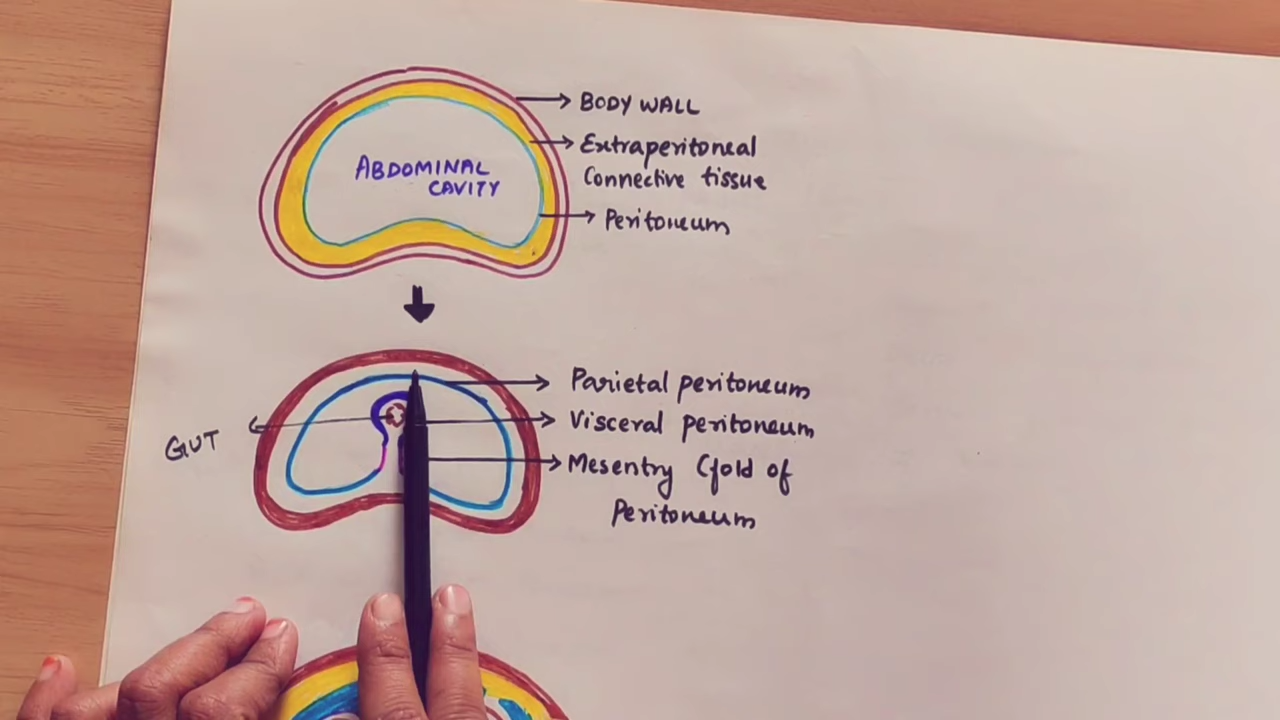 BODY WALL
Extraperitoneal
Connective tissue
ABDOMINAL
CAVITY
Peritoneum
Parietal peritoneum
Visceral peritoneum
GUT
Mesentry (fold of
Peritoneum